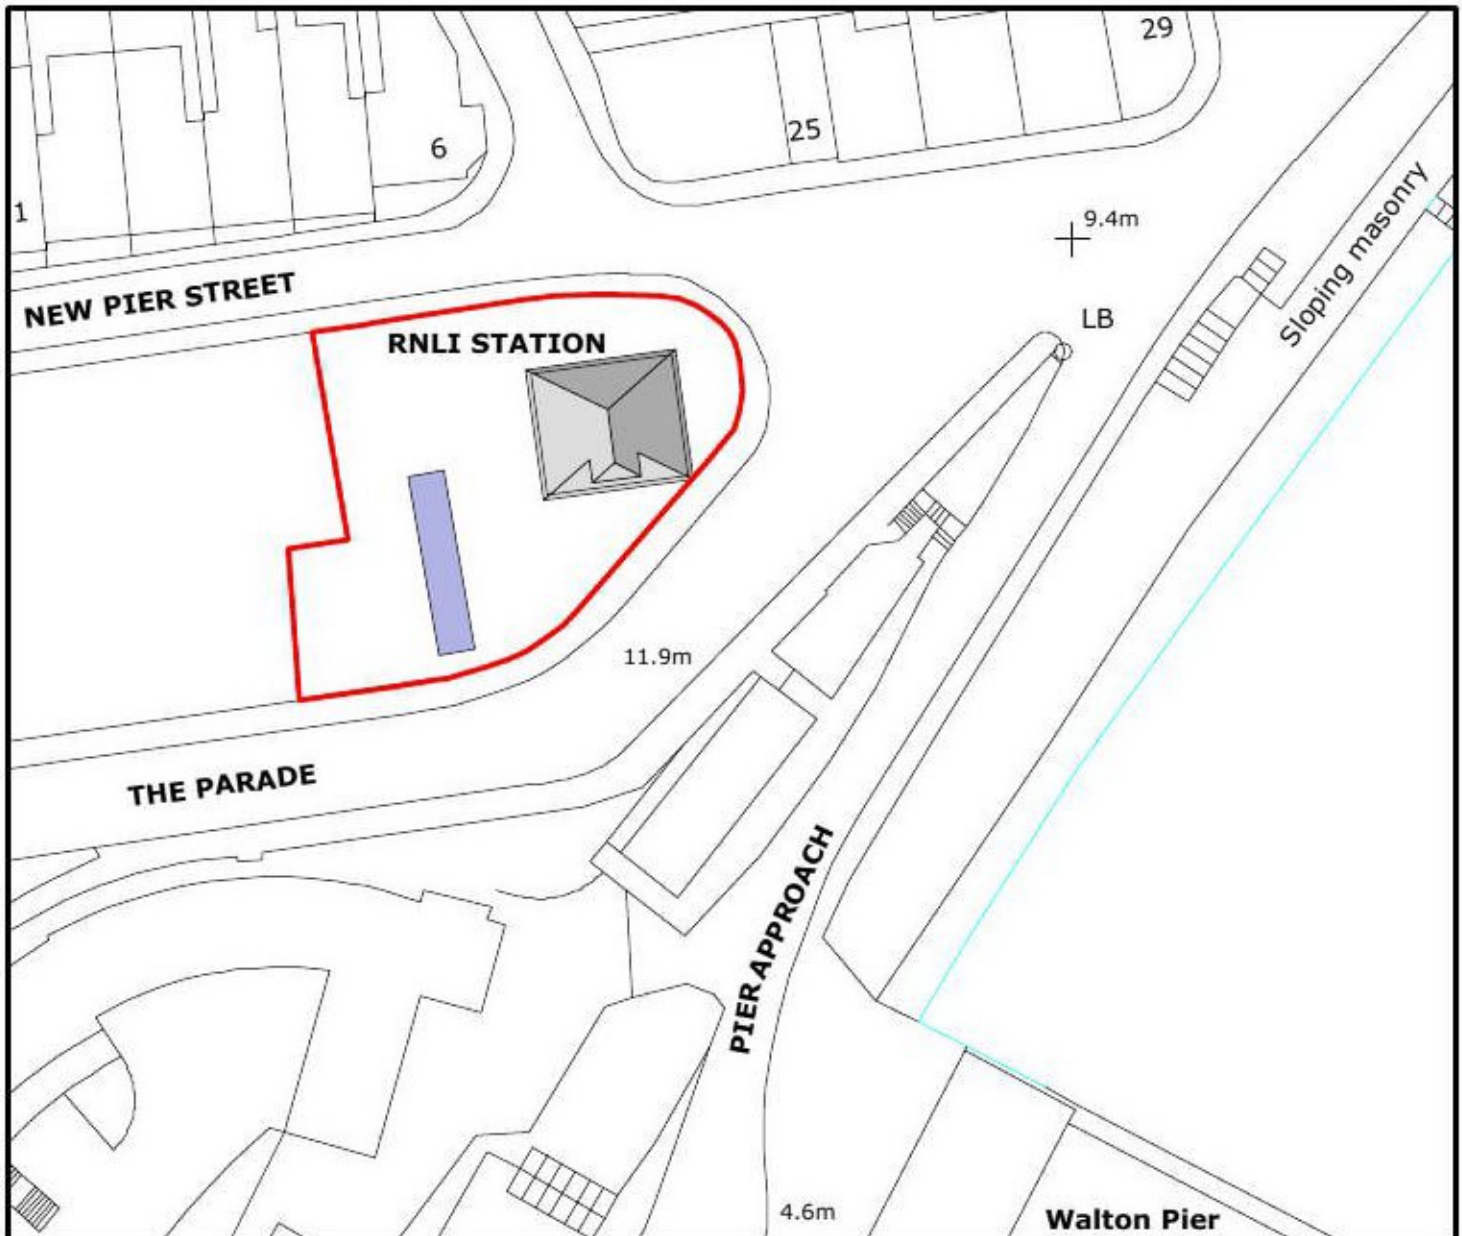 29
25
6
1
9.4m
NEW PIER STREET
LB
Sloping masonry
RNLI STATION
11.9m
THE PARADE
PIER APPROACH
4.6m
Walton Pier